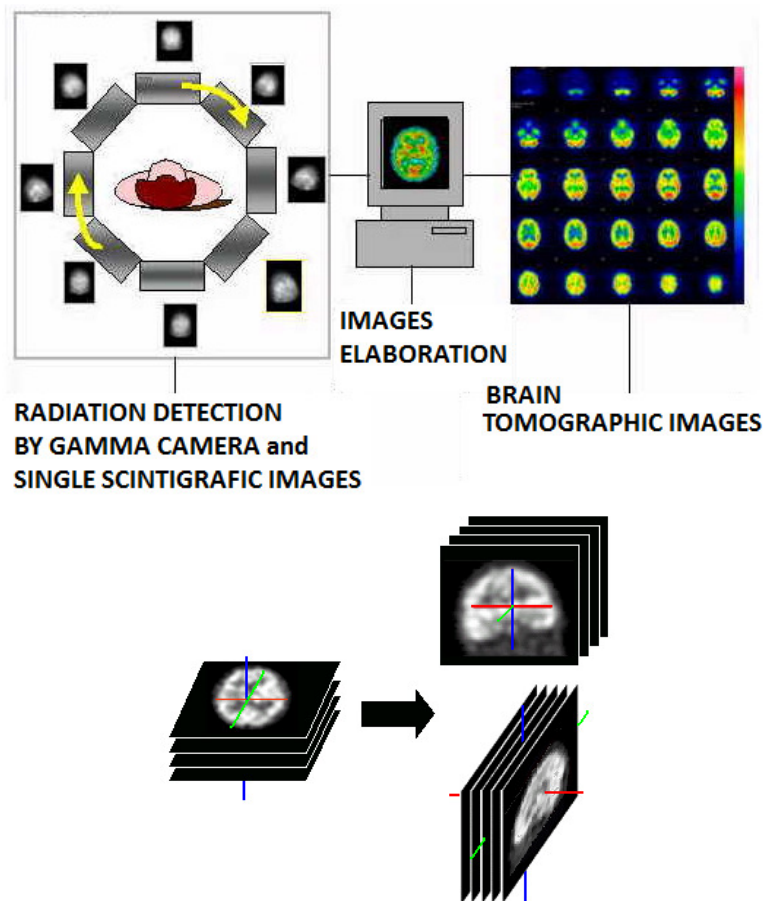 IMAGES
ELABORATION
BRAIN
TOMOGRAPHIC IMAGES
RADIATION DETECTION
BY GAMMA CAMERA and
SINGLE SCINTIGRAFIC IMAGES